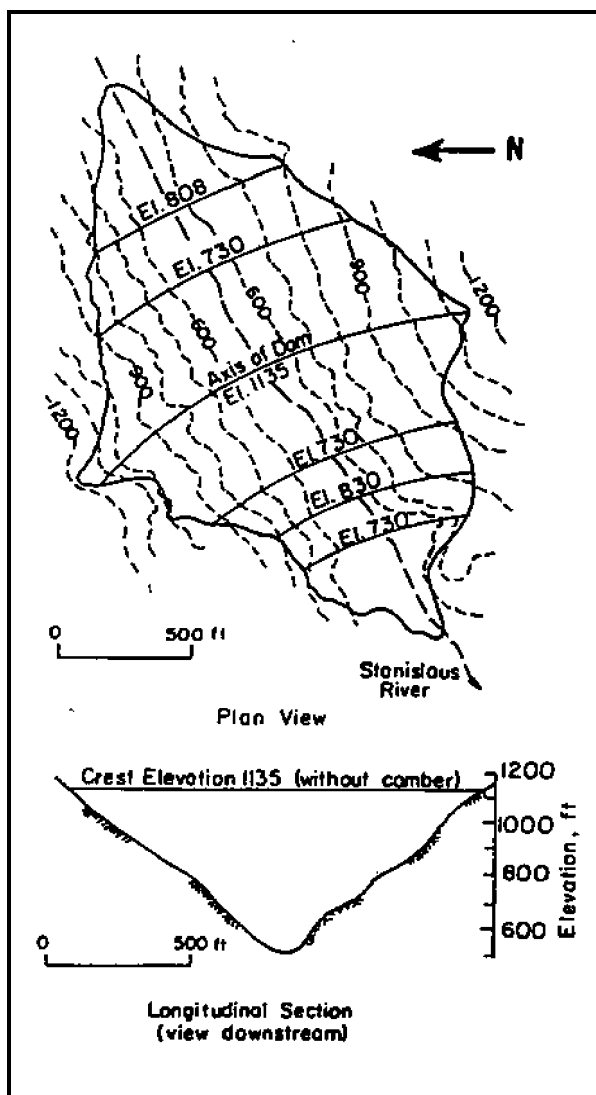 N
El. 808
El. 730
900
600
600
900
Axis of Dam
El. 1135
1200
1200
El. 730
El. 830
El. 730
0 500 ft
Stanislaus
River
Plan View
Crest Elevation 1135 (without camber)
1200
1000
800
600
Elevation, ft
0 500 ft
Longitudinal Section
(view downstream)